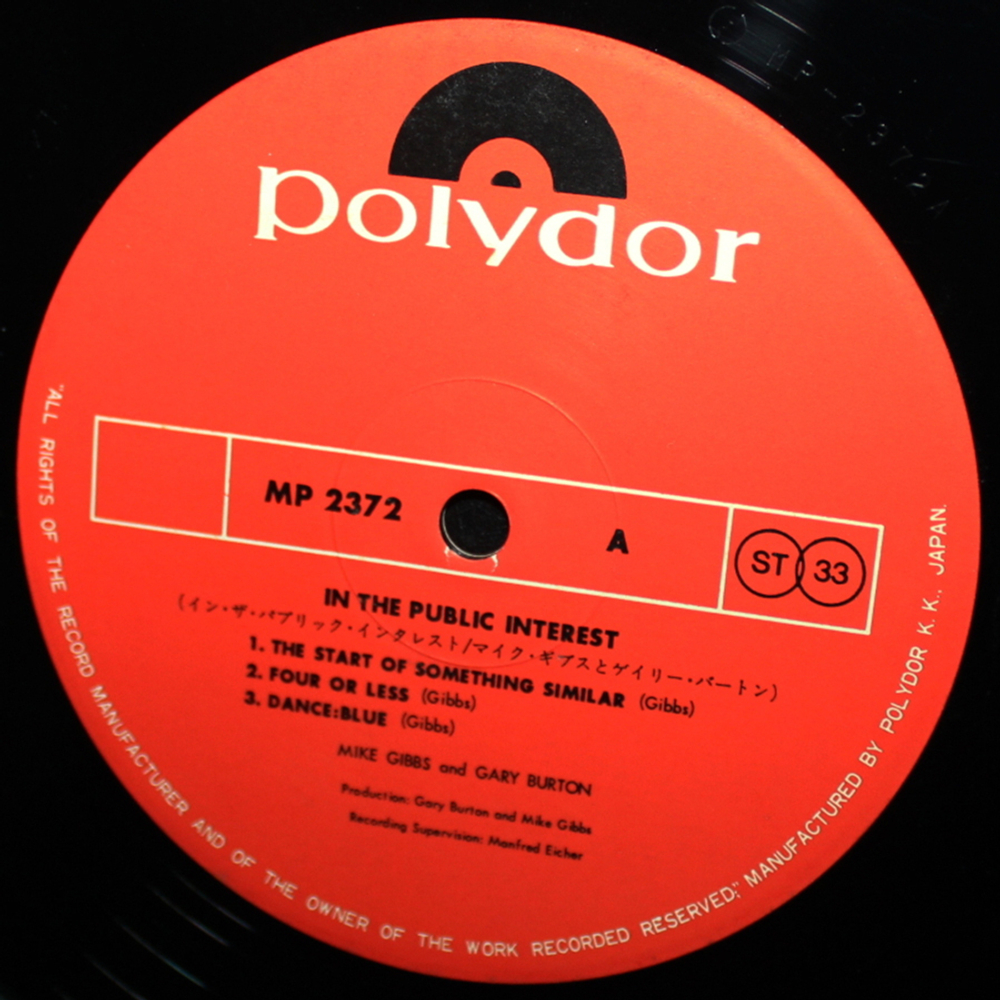 P MP-2372 A
polydor
MP 2372 A ST 33
IN THE PUBLIC INTEREST
(イン・ザ・パブリック・インタレスト/マイク・ギブスとゲイリー・バートン)
1. THE START OF SOMETHING SIMILAR (Gibbs)
2. FOUR OR LESS (Gibbs)
3. DANCE:BLUE (Gibbs)
MIKE GIBBS and GARY BURTON
Production: Gary Burton and Mike Gibbs
Recording Supervision: Manfred Eicher
"ALL RIGHTS OF THE RECORD MANUFACTURER AND OF THE OWNER OF THE WORK RECORDED RESERVED;" MANUFACTURED BY POLYDOR K.K., JAPAN.